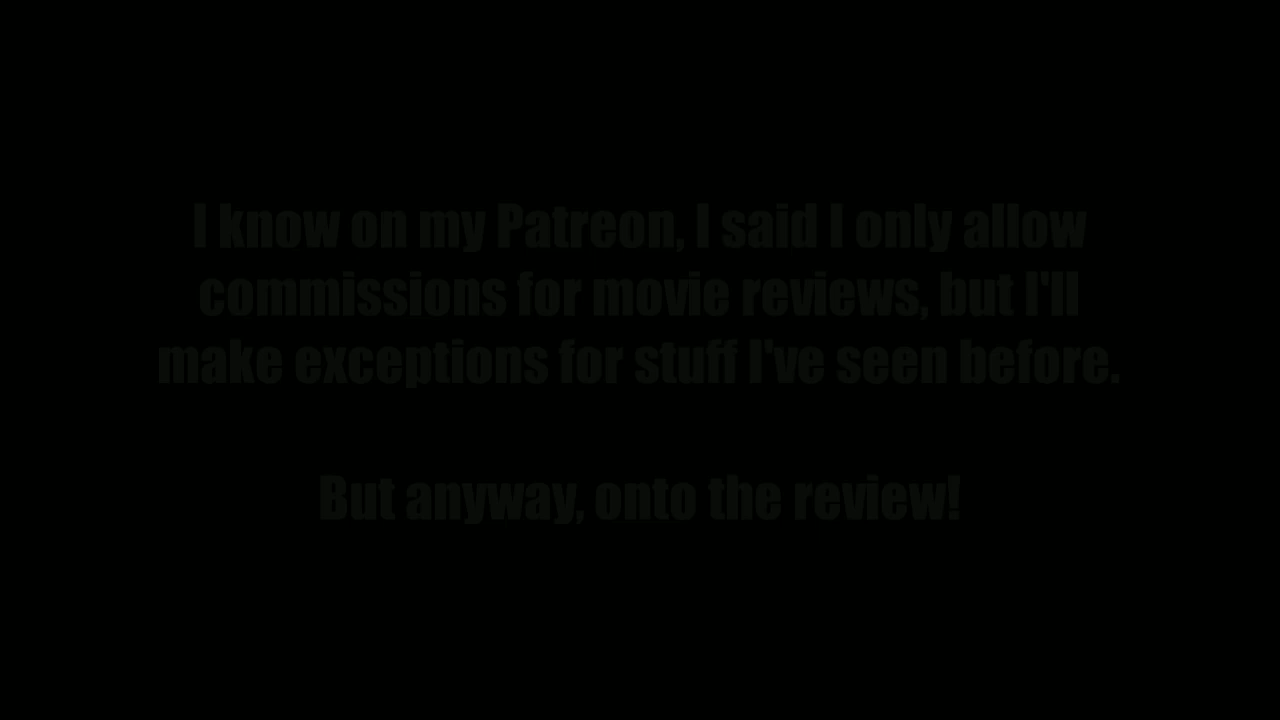 I know on my Patreon, I said I only allow
commissions for movie reviews, but I'll
make exceptions for stuff I've seen before.
But anyway, onto the review!